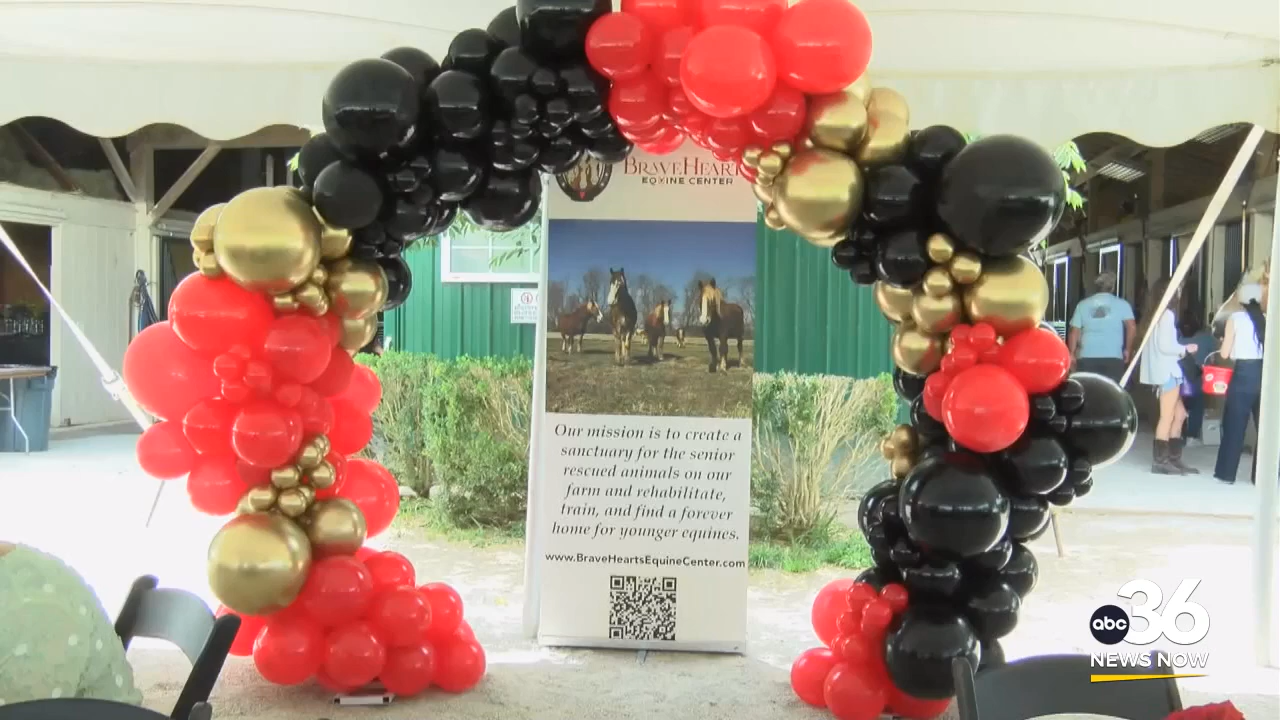 BRAVEHEARTS
EQUINE CENTER
Our mission is to create a
sanctuary for the senior
rescued animals on our
farm and rehabilitate,
train, and find a forever
home for younger equines.
www.BraveHeartsEquineCenter.com
abc 36
NEWS NOW